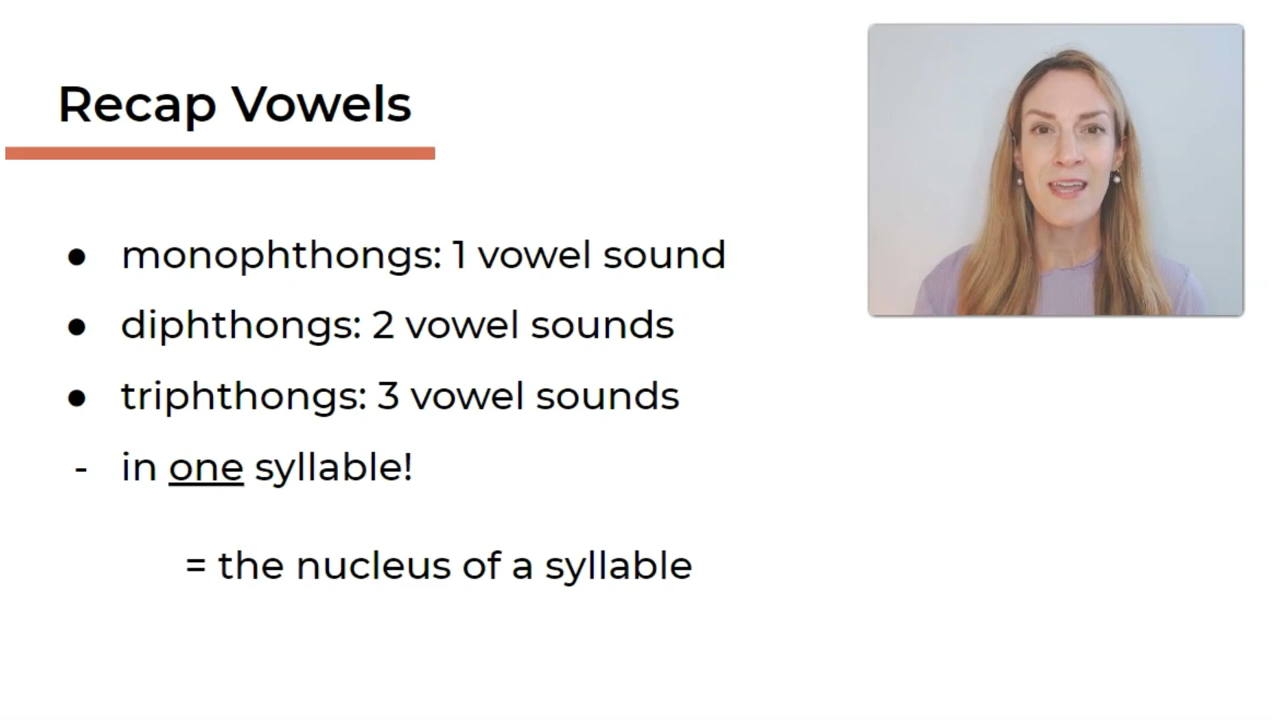 Recap Vowels
● monophthongs: 1 vowel sound
● diphthongs: 2 vowel sounds
● triphthongs: 3 vowel sounds
- in one syllable!
= the nucleus of a syllable